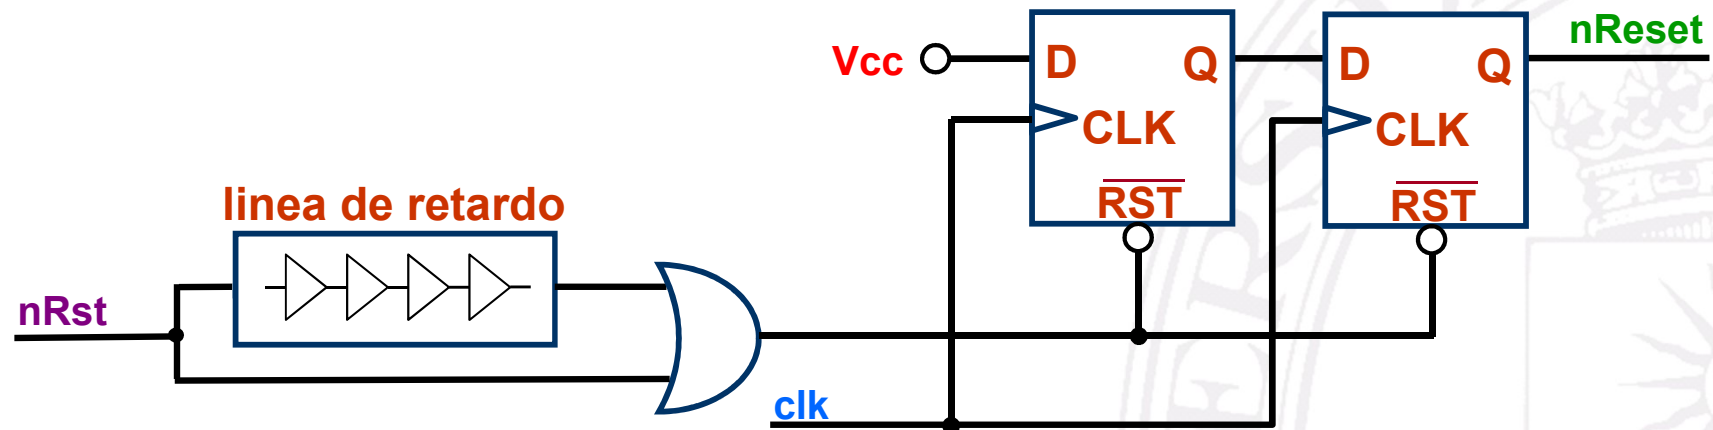 nReset
Vcc
D
Q
D
Q
CLK
CLK
RST
RST
linea de retardo
nRst
clk